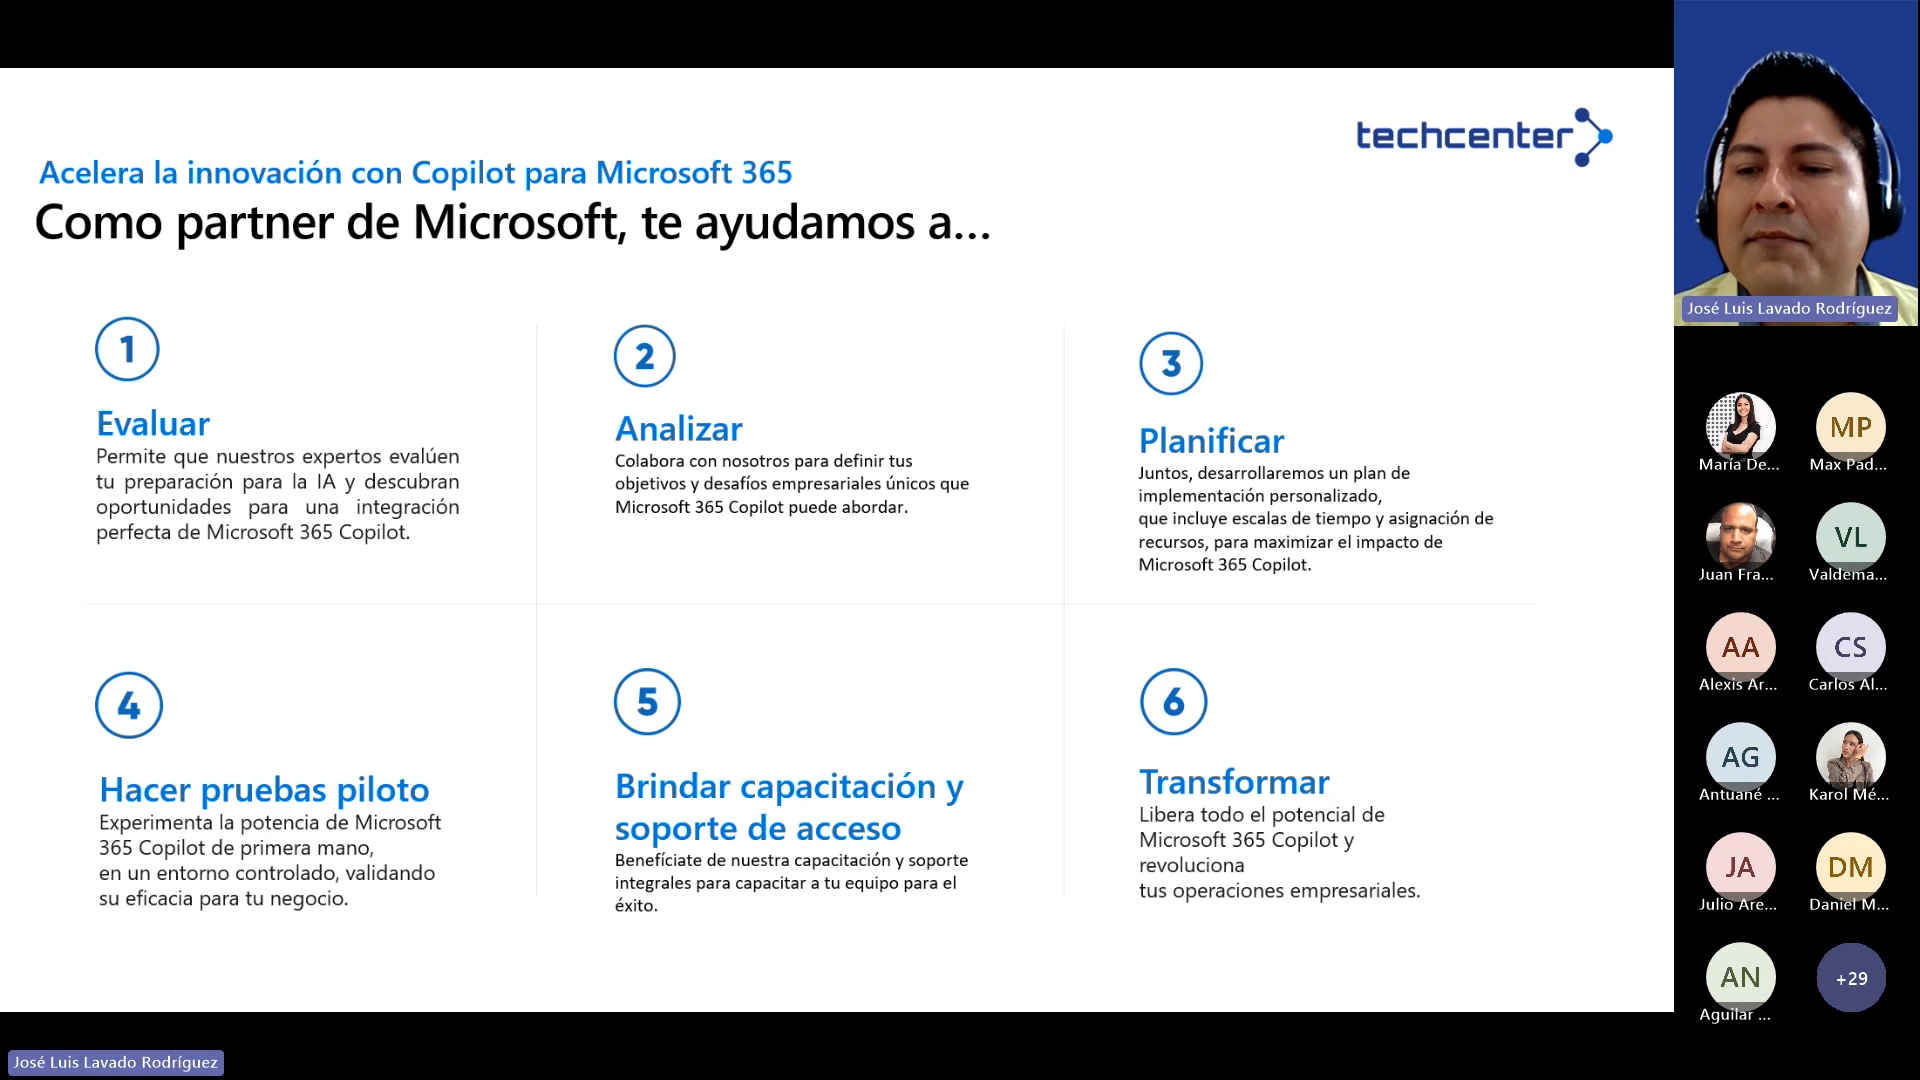 techcenter
Acelera la innovación con Copilot para Microsoft 365
Como partner de Microsoft, te ayudamos a...
1
Evaluar
Permite que nuestros expertos evalúen
tu preparación para la IA y descubran
oportunidades para una integración
perfecta de Microsoft 365 Copilot.
2
Analizar
Colabora con nosotros para definir tus
objetivos y desafíos empresariales únicos que
Microsoft 365 Copilot puede abordar.
3
Planificar
Juntos, desarrollaremos un plan de
implementación personalizado,
que incluye escalas de tiempo y asignación de
recursos, para maximizar el impacto de
Microsoft 365 Copilot.
4
Hacer pruebas piloto
Experimenta la potencia de Microsoft
365 Copilot de primera mano,
en un entorno controlado, validando
su eficacia para tu negocio.
5
Brindar capacitación y
soporte de acceso
Benefíciate de nuestra capacitación y soporte
integrales para capacitar a tu equipo para el
éxito.
6
Transformar
Libera todo el potencial de
Microsoft 365 Copilot y
revoluciona
tus operaciones empresariales.
José Luis Lavado Rodríguez
María De...
MP
Max Pad...
Juan Fra...
VL
Valdema...
AA
Alexis Ar...
CS
Carlos Al...
AG
Antuané ...
Karol Mé...
JA
Julio Are...
DM
Daniel M...
AN
Aguilar ...
+29
José Luis Lavado Rodríguez